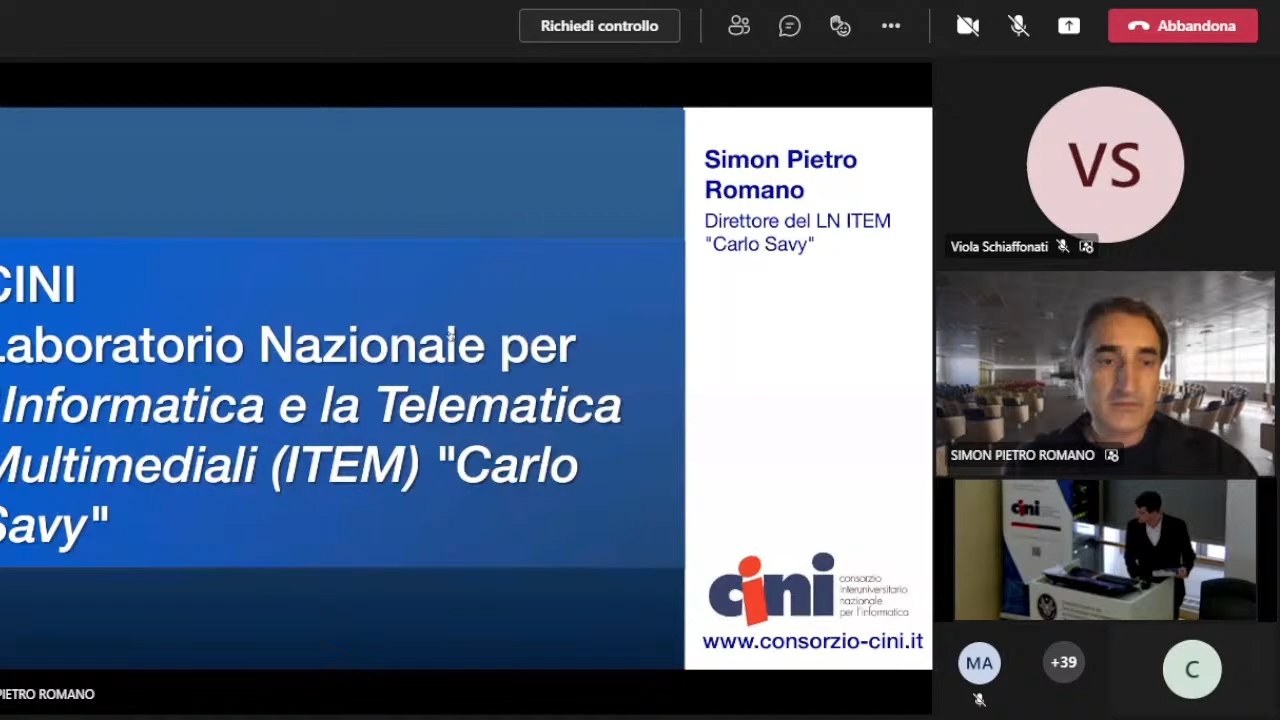 Richiedi controllo
Abbandona
CINI
Laboratorio Nazionale per
l'Informatica e la Telematica
Multimediali (ITEM) "Carlo
Savy"
Simon Pietro
Romano
Direttore del LN ITEM
"Carlo Savy"
cini
consorzio
interuniversitario
nazionale
per l'informatica
www.consorzio-cini.it
PIETRO ROMANO
VS
Viola Schiaffonati
SIMON PIETRO ROMANO
cini
MA
+39
C